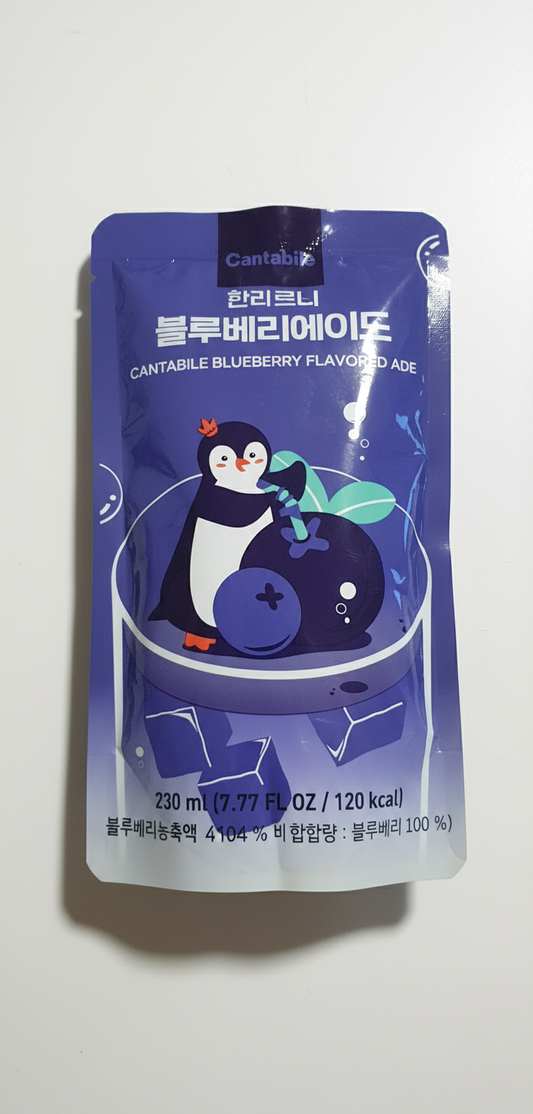 Cantabile
한리르니
블루베리에이드
CANTABILE BLUEBERRY FLAVORED ADE
230 ml (7.77 FL OZ / 120 kcal)
블루베리농축액 4104 % 비합합량 : 블루베리 100 %)